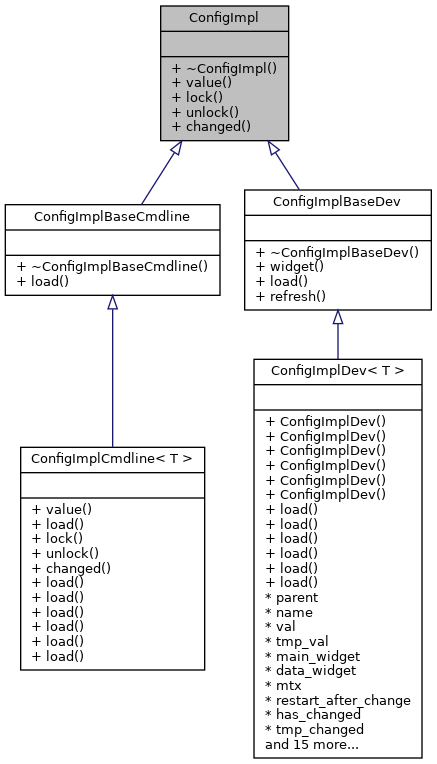 ConfigImpl
+ ~ConfigImpl()
+ value()
+ lock()
+ unlock()
+ changed()
ConfigImplBaseCmdline
+ ~ConfigImplBaseCmdline()
+ load()
ConfigImplBaseDev
+ ~ConfigImplBaseDev()
+ widget()
+ load()
+ refresh()
ConfigImplCmdline< T >
+ value()
+ load()
+ lock()
+ unlock()
+ changed()
+ load()
+ load()
+ load()
+ load()
+ load()
+ load()
ConfigImplDev< T >
+ ConfigImplDev()
+ ConfigImplDev()
+ ConfigImplDev()
+ ConfigImplDev()
+ ConfigImplDev()
+ ConfigImplDev()
+ load()
+ load()
+ load()
+ load()
+ load()
+ load()
* parent
* name
* val
* tmp_val
* main_widget
* data_widget
* mtx
* restart_after_change
* has_changed
* tmp_changed
and 15 more...